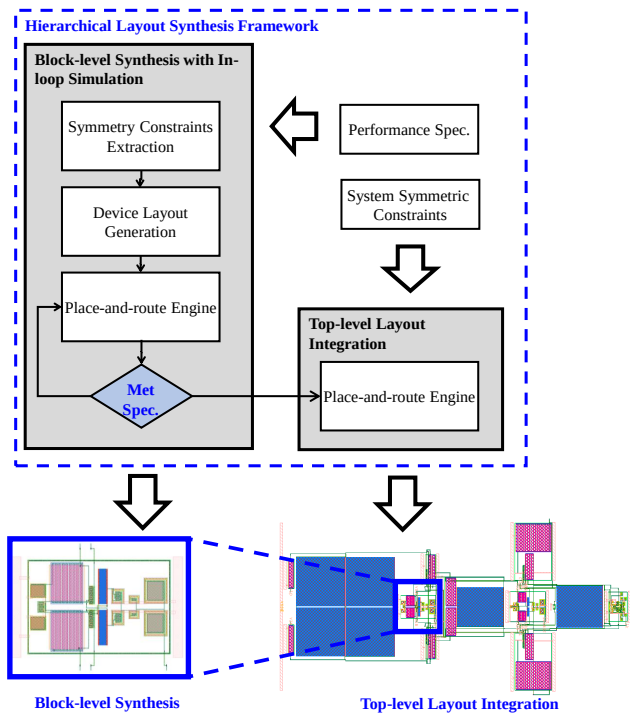 Hierarchical Layout Synthesis Framework
Block-level Synthesis with In-
loop Simulation
Symmetry Constraints
Extraction
Device Layout
Generation
Place-and-route Engine
Met
Spec.
Performance Spec.
System Symmetric
Constraints
Top-level Layout
Integration
Place-and-route Engine
Block-level Synthesis
Top-level Layout Integration